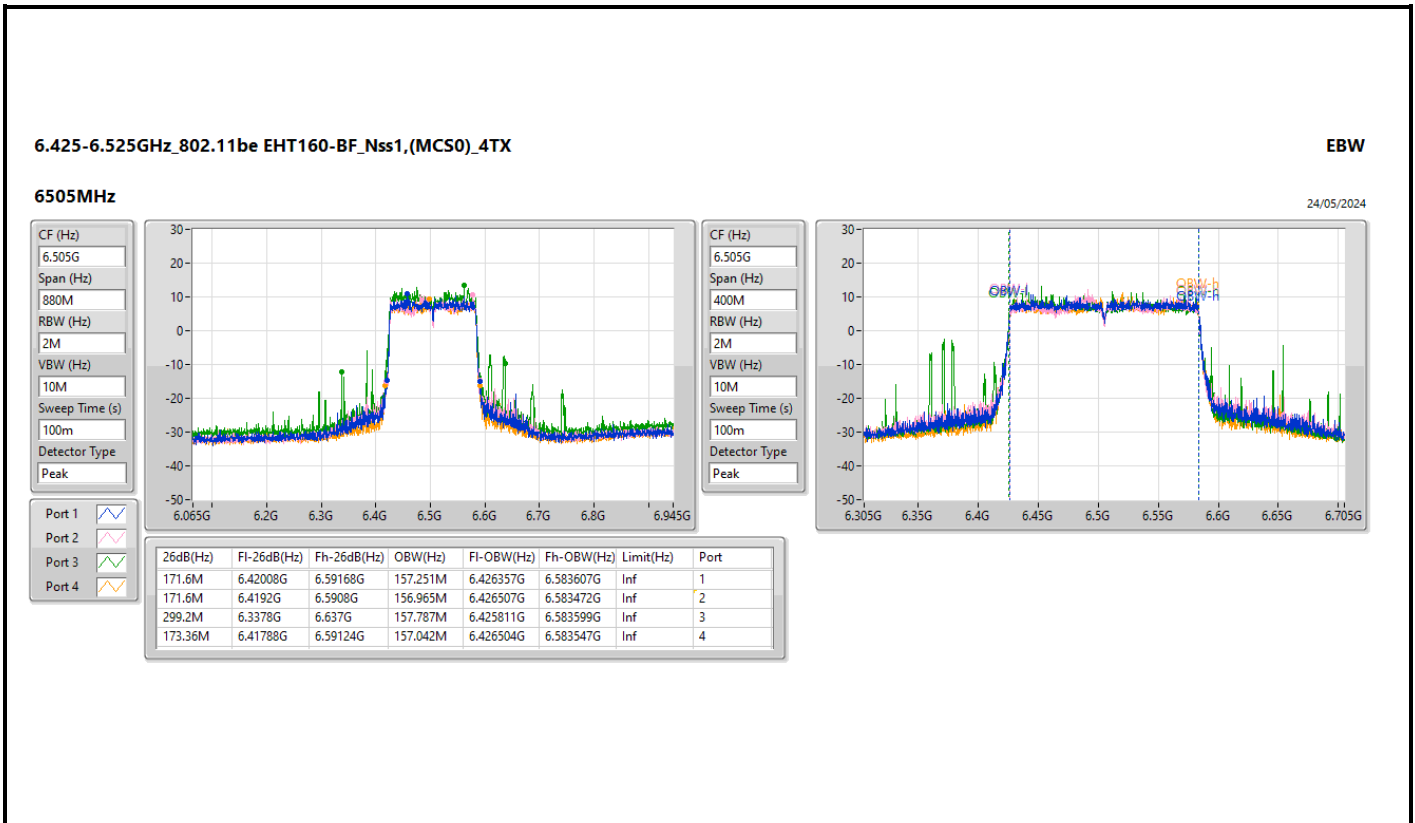 6.425-6.525GHz_802.11be EHT160-BF_Nss1,(MCS0)_4TX
EBW
6505MHz
24/05/2024
CF (Hz)
6.505G
Span (Hz)
880M
RBW (Hz)
2M
VBW (Hz)
10M
Sweep Time (s)
100m
Detector Type
Peak
Port 1
Port 2
Port 3
Port 4
30
20
10
0
-10
-20
-30
-40
-50
6.065G 6.2G 6.3G 6.4G 6.5G 6.6G 6.7G 6.8G 6.945G
CF (Hz)
6.505G
Span (Hz)
400M
RBW (Hz)
2M
VBW (Hz)
10M
Sweep Time (s)
100m
Detector Type
Peak
30
20
10
0
-10
-20
-30
-40
-50
OBW-l
OBW-h
OBW-h
6.305G 6.35G 6.4G 6.45G 6.5G 6.55G 6.6G 6.65G 6.705G
26dB(Hz) Fl-26dB(Hz) Fh-26dB(Hz) OBW(Hz) Fl-OBW(Hz) Fh-OBW(Hz) Limit(Hz) Port
171.6M 6.42008G 6.59168G 157.251M 6.426357G 6.583607G Inf 1
171.6M 6.4192G 6.5908G 156.965M 6.426507G 6.583472G Inf 2
299.2M 6.3378G 6.637G 157.787M 6.425811G 6.583599G Inf 3
173.36M 6.41788G 6.59124G 157.042M 6.426504G 6.583547G Inf 4